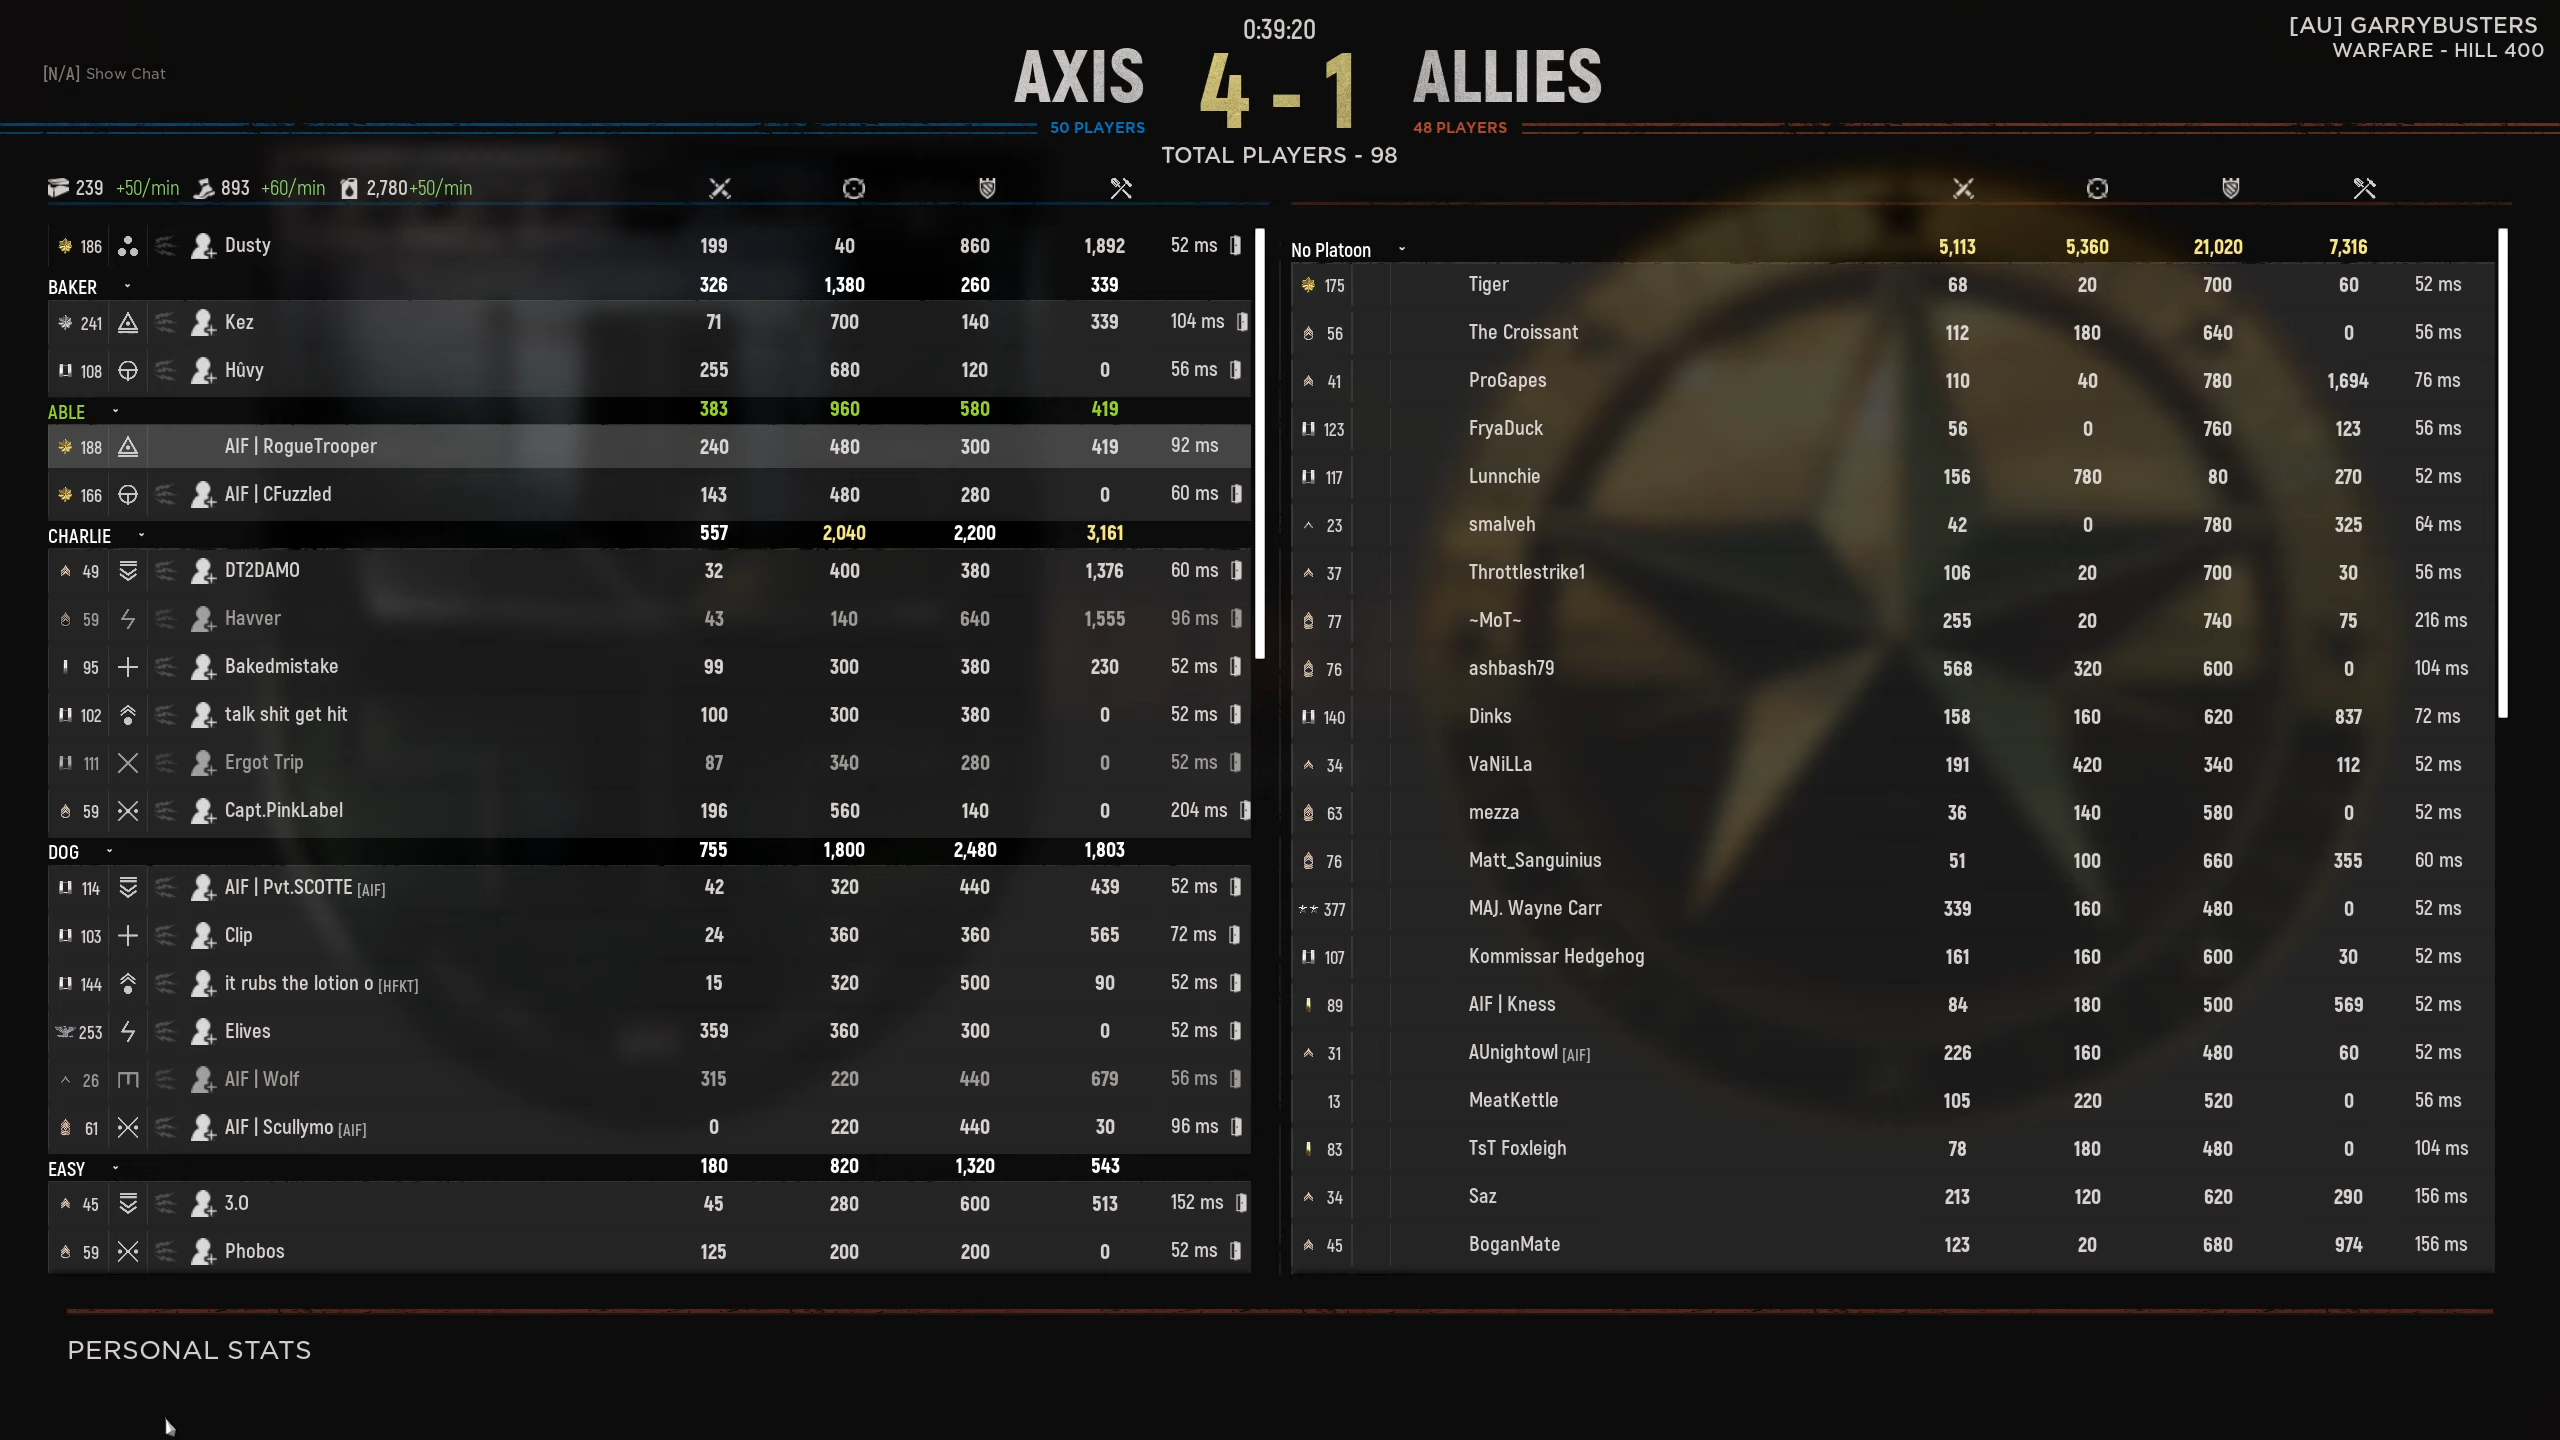 0:39:20
[AU] GARRYBUSTERS
WARFARE - HILL 400
[N/A] Show Chat
AXIS 4 - 1 ALLIES
50 PLAYERS 48 PLAYERS
TOTAL PLAYERS - 98
239 +50/min 893 +60/min 2,780 +50/min
186 Dusty 199 40 860 1,892 52 ms
BAKER 326 1,380 260 339
241 Kez 71 700 140 339 104 ms
108 Hûvy 255 680 120 0 56 ms
ABLE 383 960 580 419
188 AIF | RogueTrooper 240 480 300 419 92 ms
166 AIF | CFuzzled 143 480 280 0 60 ms
CHARLIE 557 2,040 2,200 3,161
49 DT2DAMO 32 400 380 1,376 60 ms
59 Havver 43 140 640 1,555 96 ms
95 Bakedmistake 99 300 380 230 52 ms
102 talk shit get hit 100 300 380 0 52 ms
111 Ergot Trip 87 340 280 0 52 ms
59 Capt.PinkLabel 196 560 140 0 204 ms
DOG 755 1,800 2,480 1,803
114 AIF | Pvt.SCOTTE [AIF] 42 320 440 439 52 ms
103 Clip 24 360 360 565 72 ms
144 it rubs the lotion o [HFKT] 15 320 500 90 52 ms
253 Elives 359 360 300 0 52 ms
26 AIF | Wolf 315 220 440 679 56 ms
61 AIF | Scullymo [AIF] 0 220 440 30 96 ms
EASY 180 820 1,320 543
45 3.O 45 280 600 513 152 ms
59 Phobos 125 200 200 0 52 ms
No Platoon 5,113 5,360 21,020 7,316
175 Tiger 68 20 700 60 52 ms
56 The Croissant 112 180 640 0 56 ms
41 ProGapes 110 40 780 1,694 76 ms
123 FryaDuck 56 0 760 123 56 ms
117 Lunnchie 156 780 80 270 52 ms
23 smalveh 42 0 780 325 64 ms
37 Throttlestrike1 106 20 700 30 56 ms
77 ~MoT~ 255 20 740 75 216 ms
76 ashbash79 568 320 600 0 104 ms
140 Dinks 158 160 620 837 72 ms
34 VaNiLLa 191 420 340 112 52 ms
63 mezza 36 140 580 0 52 ms
76 Matt_Sanguinius 51 100 660 355 60 ms
377 MAJ. Wayne Carr 339 160 480 0 52 ms
107 Kommissar Hedgehog 161 160 600 30 52 ms
89 AIF | Kness 84 180 500 569 52 ms
31 AUnightowl [AIF] 226 160 480 60 52 ms
13 MeatKettle 105 220 520 0 56 ms
83 TsT Foxleigh 78 180 480 0 104 ms
34 Saz 213 120 620 290 156 ms
45 BoganMate 123 20 680 974 156 ms
PERSONAL STATS